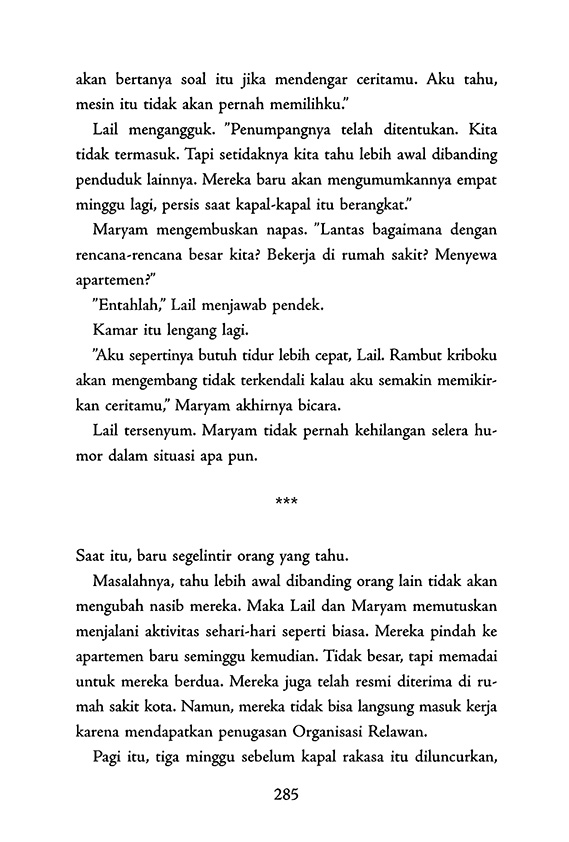 akan bertanya soal itu jika mendengar ceritamu. Aku tahu,
mesin itu tidak akan pernah memilihku.”
Lail mengangguk. ”Penumpangnya telah ditentukan. Kita
tidak termasuk. Tapi setidaknya kita tahu lebih awal dibanding
penduduk lainnya. Mereka baru akan mengumumkannya empat
minggu lagi, persis saat kapal-kapal itu berangkat.”
Maryam mengembuskan napas. ”Lantas bagaimana dengan
rencana-rencana besar kita? Bekerja di rumah sakit? Menyewa
apartemen?”
”Entahlah,” Lail menjawab pendek.
Kamar itu lengang lagi.
”Aku sepertinya butuh tidur lebih cepat, Lail. Rambut kriboku
akan mengembang tidak terkendali kalau aku semakin memikir-
kan ceritamu,” Maryam akhirnya bicara.
Lail tersenyum. Maryam tidak pernah kehilangan selera hu-
mor dalam situasi apa pun.
***
Saat itu, baru segelintir orang yang tahu.
Masalahnya, tahu lebih awal dibanding orang lain tidak akan
mengubah nasib mereka. Maka Lail dan Maryam memutuskan
menjalani aktivitas sehari-hari seperti biasa. Mereka pindah ke
apartemen baru seminggu kemudian. Tidak besar, tapi memadai
untuk mereka berdua. Mereka juga telah resmi diterima di ru-
mah sakit kota. Namun, mereka tidak bisa langsung masuk kerja
karena mendapatkan penugasan Organisasi Relawan.
Pagi itu, tiga minggu sebelum kapal rakasa itu diluncurkan,
285